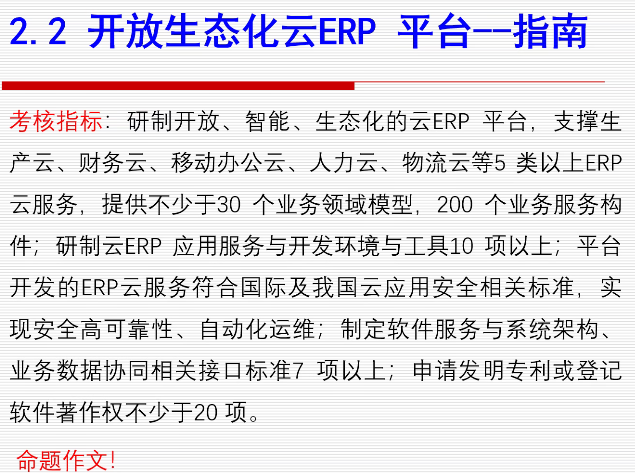 2.2 开放生态化云ERP 平台--指南
考核指标：研制开放、智能、生态化的云ERP 平台，支撑生
产云、财务云、移动办公云、人力云、物流云等5 类以上ERP
云服务，提供不少于30 个业务领域模型，200 个业务服务构
件；研制云ERP 应用服务与开发环境与工具10 项以上；平台
开发的ERP云服务符合国际及我国云应用安全相关标准，实
现安全高可靠性、自动化运维；制定软件服务与系统架构、
业务数据协同相关接口标准7 项以上；申请发明专利或登记
软件著作权不少于20 项。
命题作文！